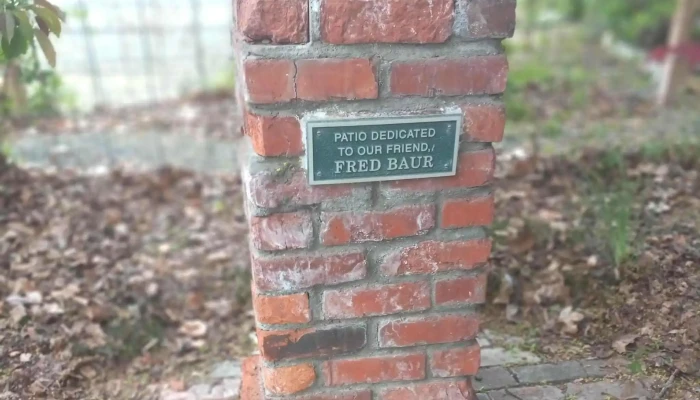 PATIO DEDICATED
TO OUR FRIEND,
FRED BAUR